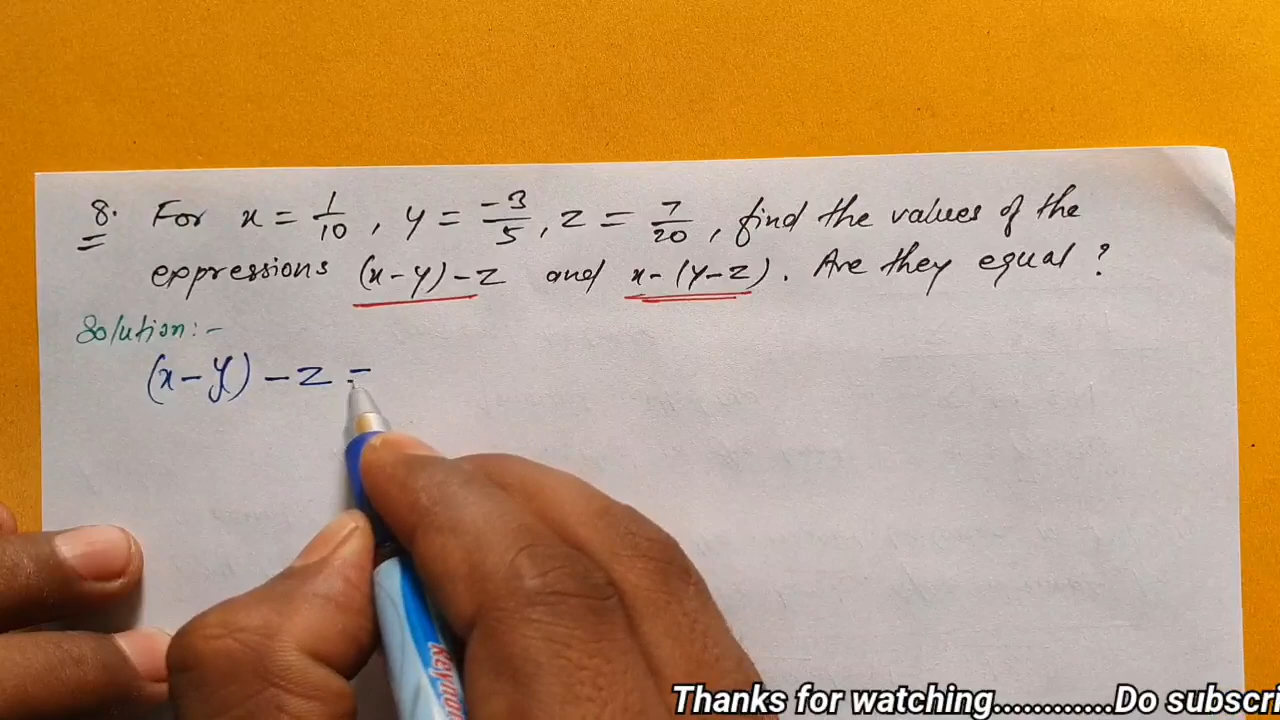 8. For x = 1/10, y = -3/5, z = 7/20, find the values of the
expressions (x-y)-z and x-(y-z). Are they equal?
Solution:-
(x-y)-z =
Thanks for watching............Do subscri